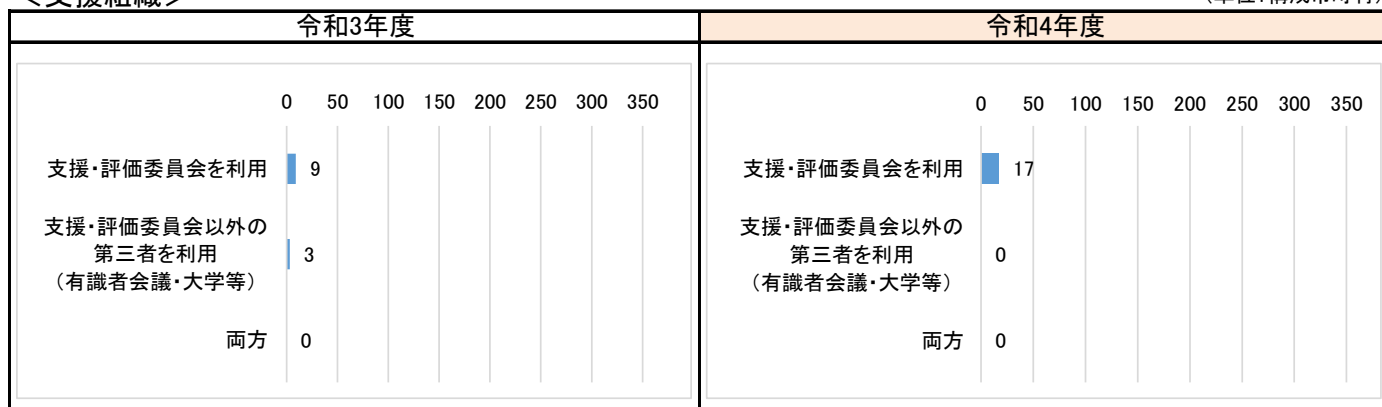 ＜支援組織＞
（単位：構成市町村）
令和3年度
令和4年度
0 50 100 150 200 250 300 350
支援・評価委員会を利用 9
支援・評価委員会以外の
第三者を利用 3
（有識者会議・大学等）
両方 0
0 50 100 150 200 250 300 350
支援・評価委員会を利用 17
支援・評価委員会以外の
第三者を利用 0
（有識者会議・大学等）
両方 0